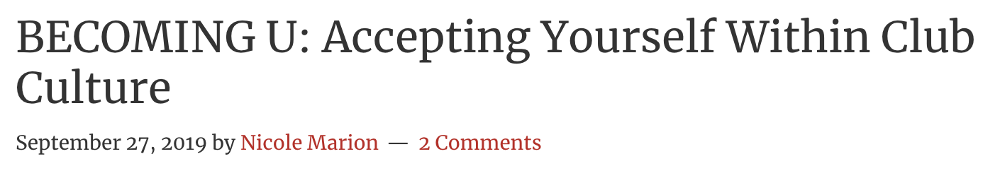 BECOMING U: Accepting Yourself Within Club
Culture
September 27, 2019 by Nicole Marion — 2 Comments